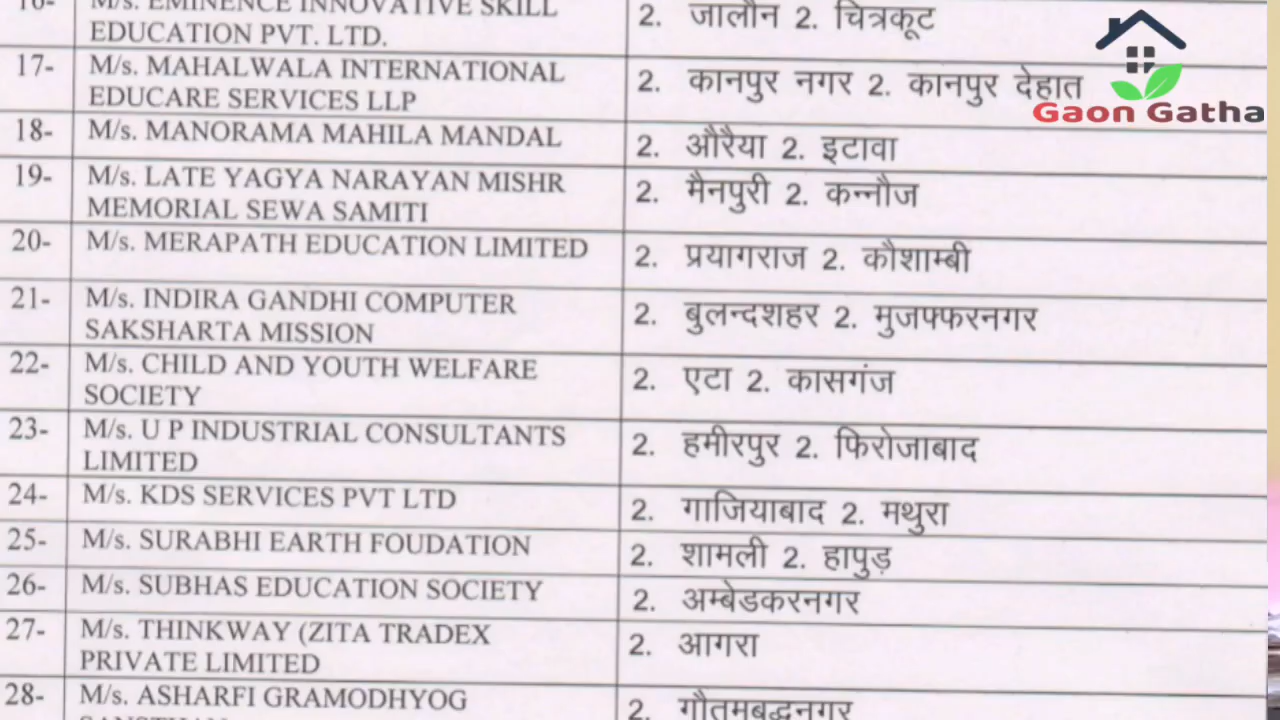 16- M/s. EMINENCE INNOVATIVE SKILL 2. जालौन 2. चित्रकूट
EDUCATION PVT. LTD.
17- M/s. MAHALWALA INTERNATIONAL 2. कानपुर नगर 2. कानपुर देहात
EDUCARE SERVICES LLP
Gaon Gatha
18- M/s. MANORAMA MAHILA MANDAL 2. औरैया 2. इटावा
19- M/s. LATE YAGYA NARAYAN MISHR 2. मैनपुरी 2. कन्नौज
MEMORIAL SEWA SAMITI
20- M/s. MERAPATH EDUCATION LIMITED 2. प्रयागराज 2. कौशाम्बी
21- M/s. INDIRA GANDHI COMPUTER 2. बुलन्दशहर 2. मुजफ्फरनगर
SAKSHARTA MISSION
22- M/s. CHILD AND YOUTH WELFARE 2. एटा 2. कासगंज
SOCIETY
23- M/s. U P INDUSTRIAL CONSULTANTS 2. हमीरपुर 2. फिरोजाबाद
LIMITED
24- M/s. KDS SERVICES PVT LTD 2. गाजियाबाद 2. मथुरा
25- M/s. SURABHI EARTH FOUDATION 2. शामली 2. हापुड़
26- M/s. SUBHAS EDUCATION SOCIETY 2. अम्बेडकरनगर
27- M/s. THINKWAY (ZITA TRADEX 2. आगरा
PRIVATE LIMITED
28- M/s. ASHARFI GRAMODHYOG 2. गौतमबुद्धनगर